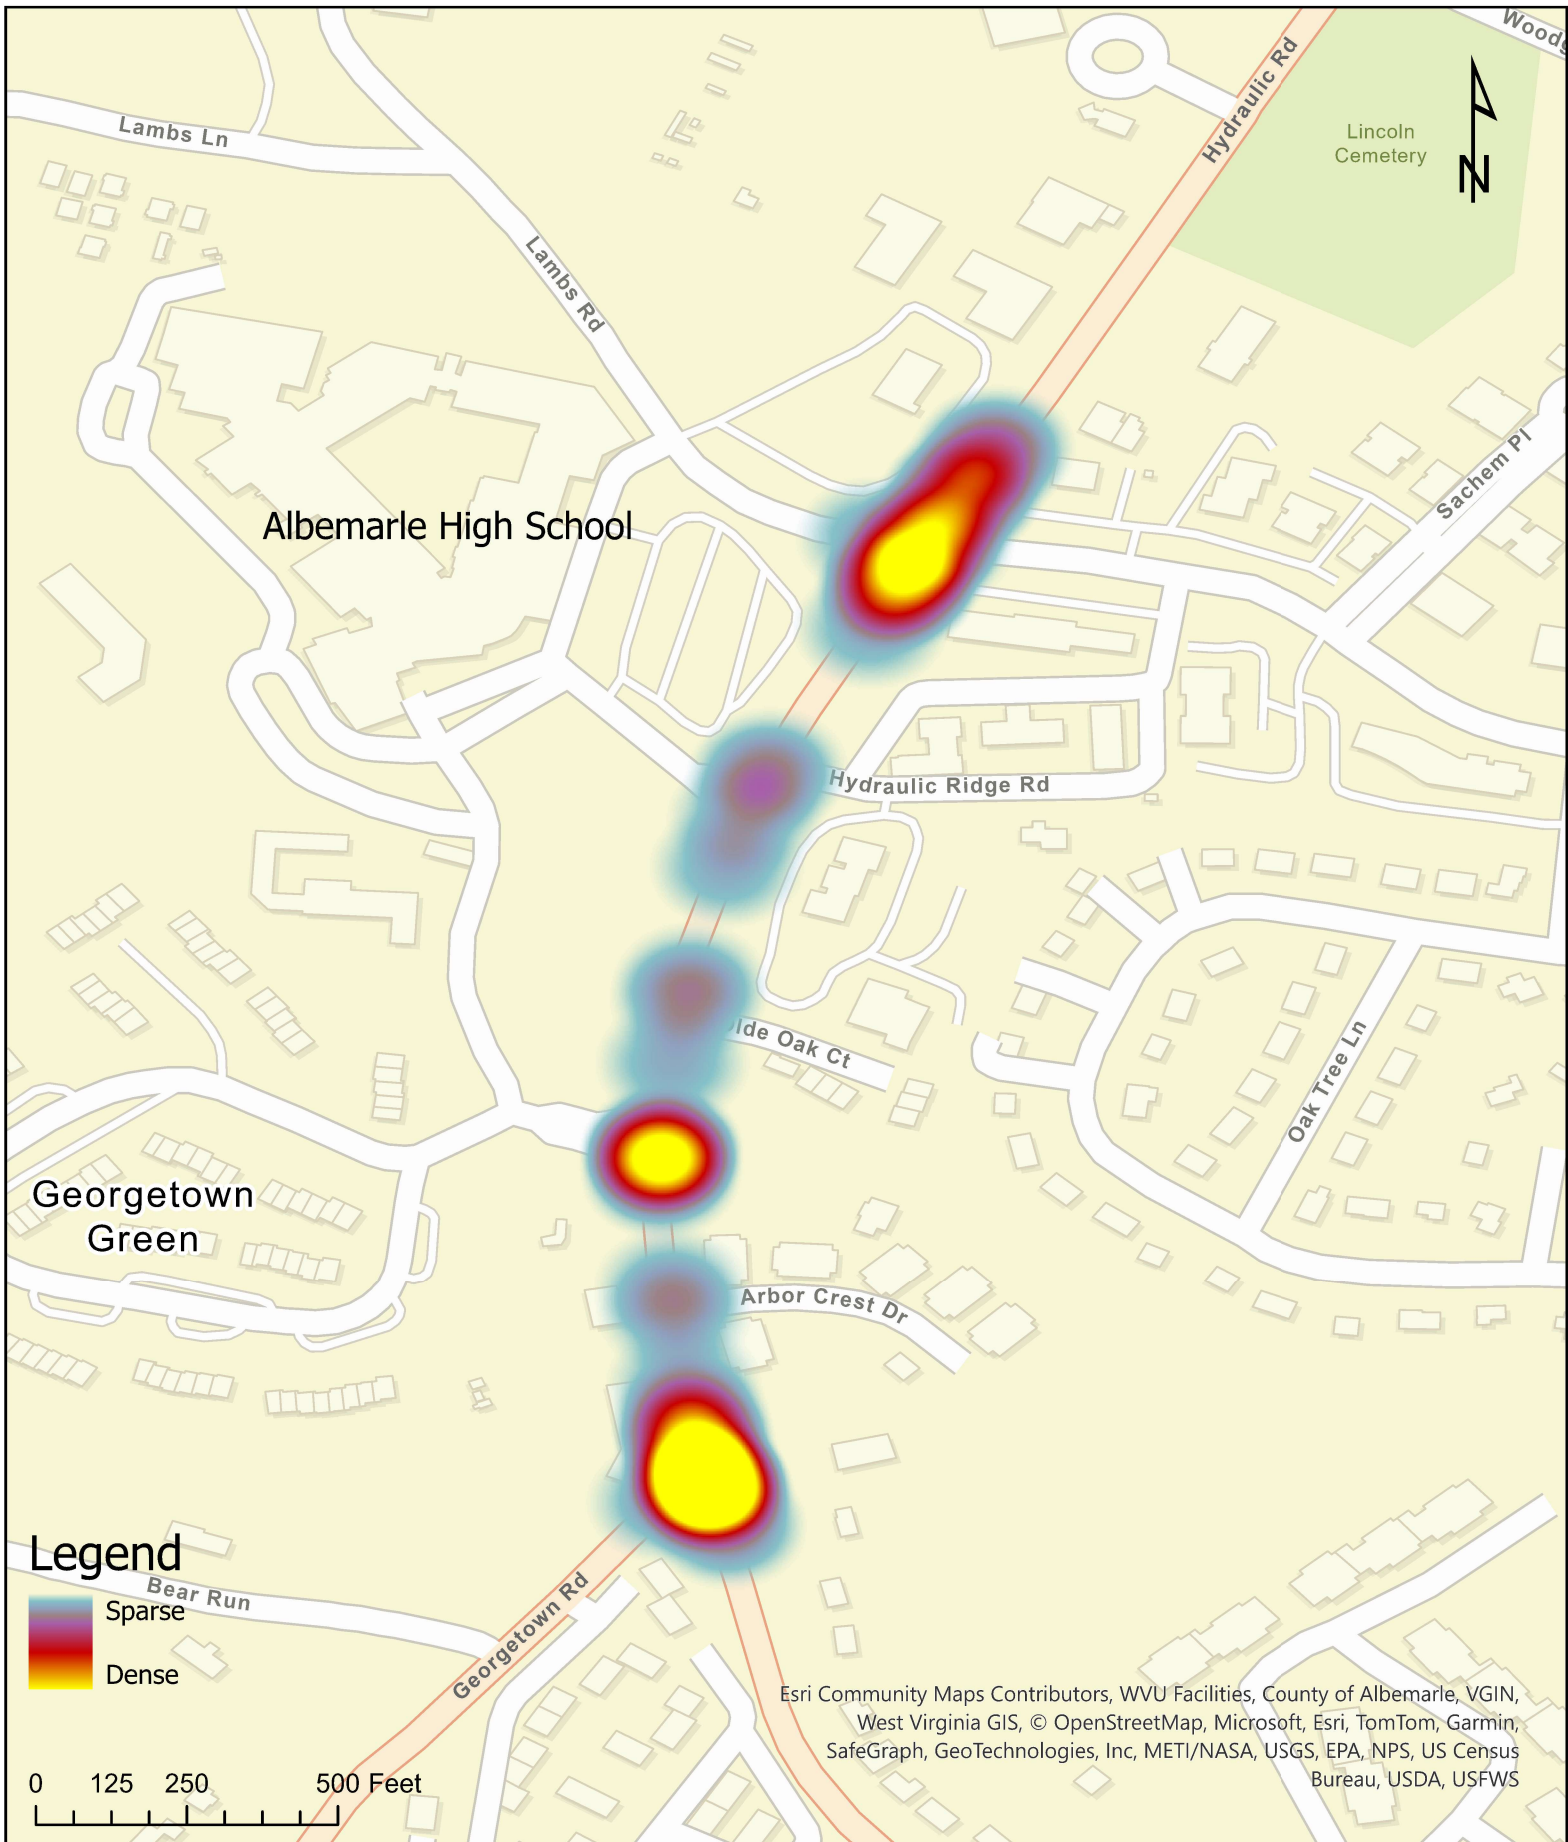 Woodg
Hydraulic Rd
Lincoln
Cemetery
N
Lambs Ln
Lambs Rd
Sachem Pl
Albemarle High School
Hydraulic Ridge Rd
lde Oak Ct
Oak Tree Ln
Georgetown
Green
Arbor Crest Dr
Legend
Sparse
Dense
Bear Run
Georgetown Rd
Esri Community Maps Contributors, WVU Facilities, County of Albemarle, VGIN,
West Virginia GIS, © OpenStreetMap, Microsoft, Esri, TomTom, Garmin,
SafeGraph, GeoTechnologies, Inc, METI/NASA, USGS, EPA, NPS, US Census
Bureau, USDA, USFWS
0 125 250 500 Feet